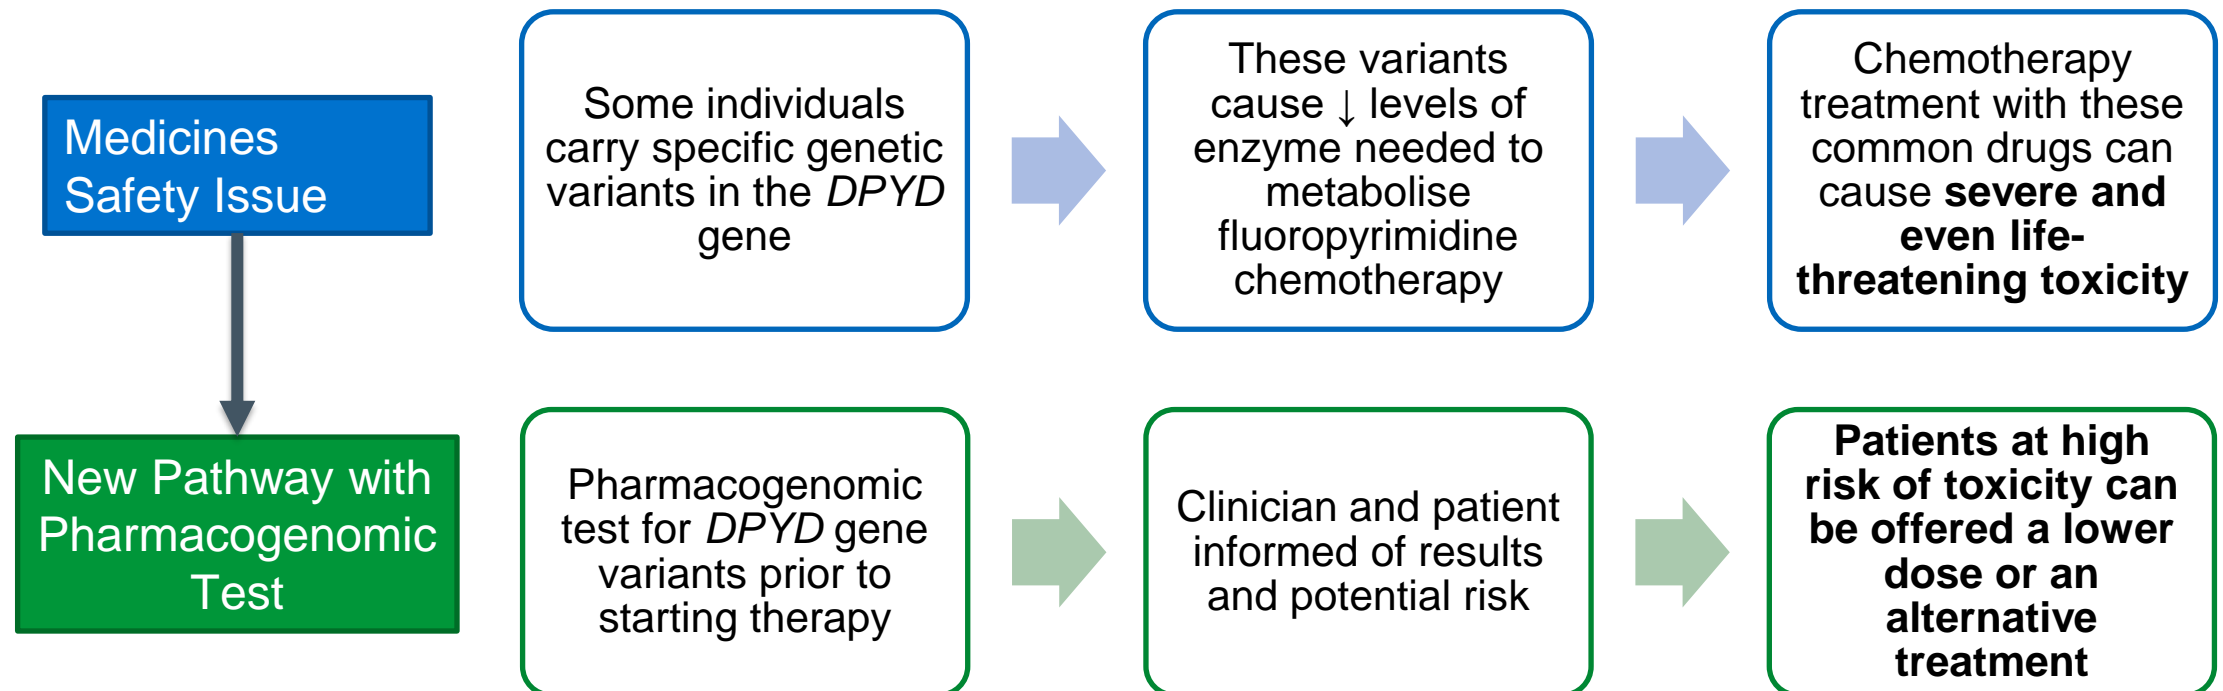 Medicines
Safety Issue
Some individuals
carry specific genetic
variants in the DPYD
gene
These variants
cause ↓ levels of
enzyme needed to
metabolise
fluoropyrimidine
chemotherapy
Chemotherapy
treatment with these
common drugs can
cause severe and
even life-
threatening toxicity
New Pathway with
Pharmacogenomic
Test
Pharmacogenomic
test for DPYD gene
variants prior to
starting therapy
Clinician and patient
informed of results
and potential risk
Patients at high
risk of toxicity can
be offered a lower
dose or an
alternative
treatment